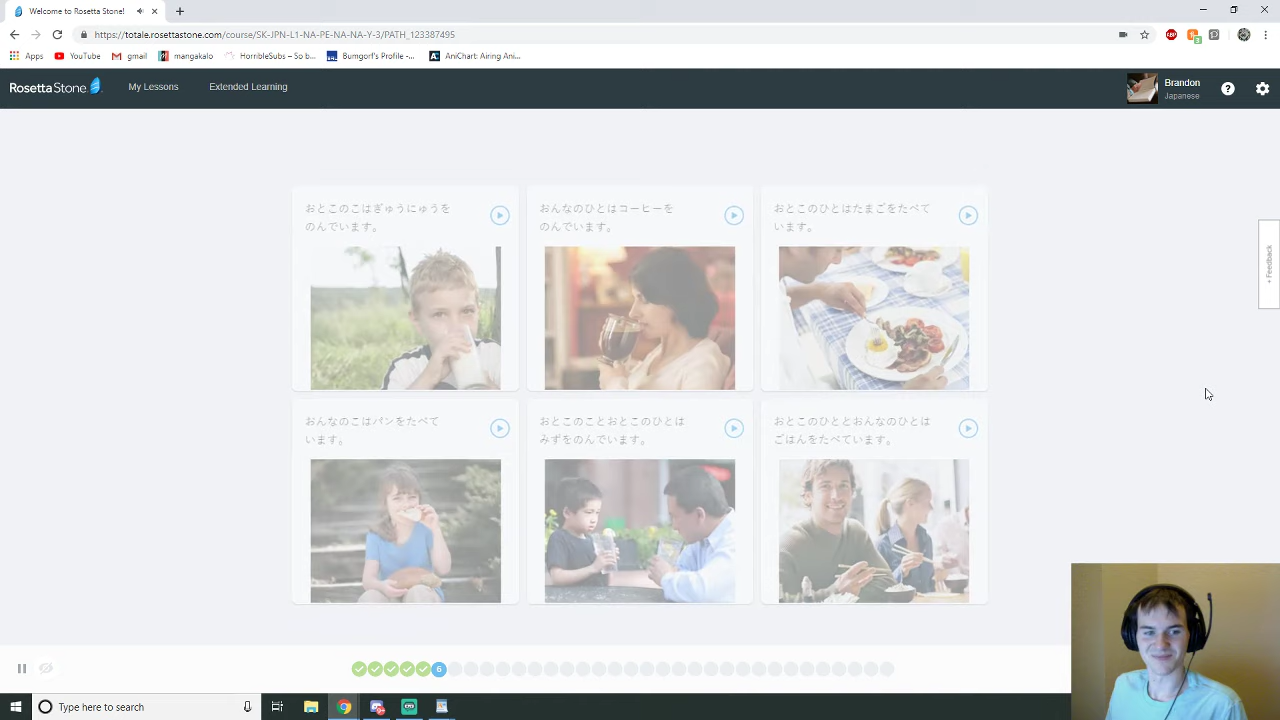 Welcome to Rosetta Stone!
https://totale.rosettastone.com/course/SK-JPN-L1-NA-PE-NA-NA-Y-3/PATH_123387495
Apps YouTube gmail mangakalo HorribleSubs – So b... Bumgorf's Profile -... AniChart: Airing Ani...
RosettaStone My Lessons Extended Learning Brandon
Japanese
おとこのこはぎゅうにゅうを
のんでいます。
おんなのひとはコーヒーを
のんでいます。
おとこのひとはたまごをたべて
います。
+ Feedback
おんなのこはパンをたべて
います。
おとこのことおとこのひとは
みずをのんでいます。
おとこのひととおんなのひとは
ごはんをたべています。
6
Type here to search